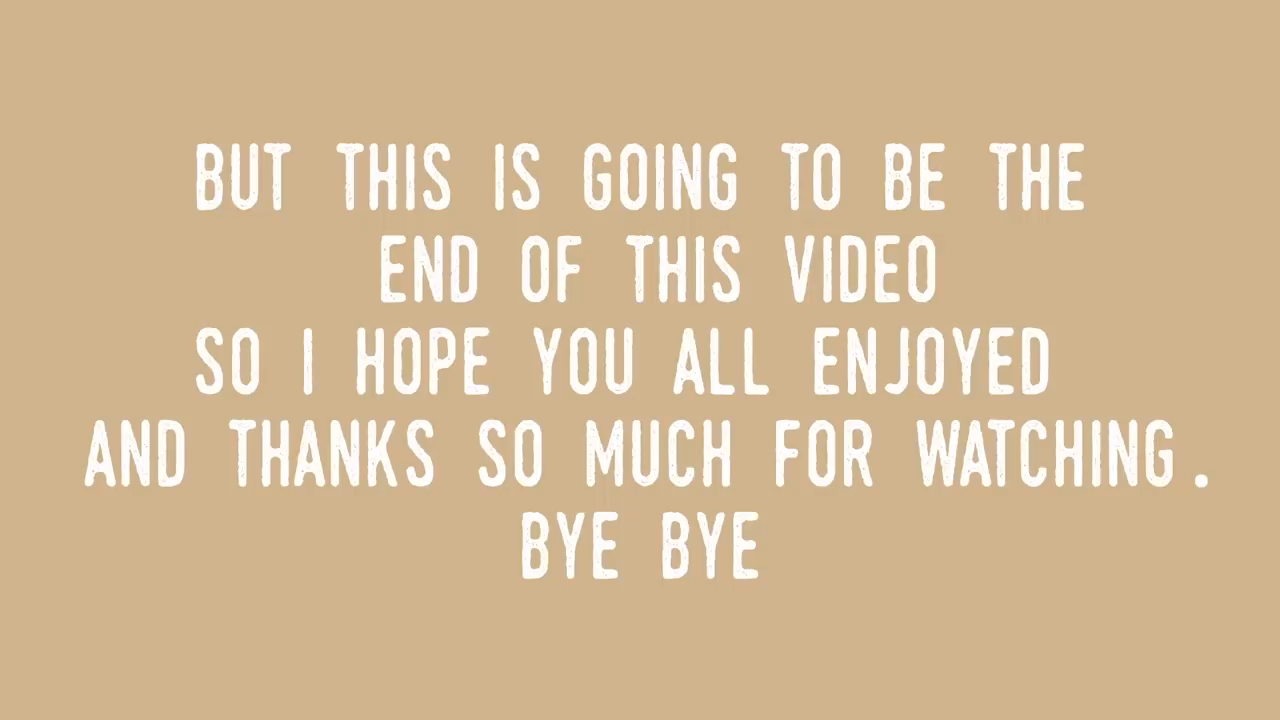 BUT THIS IS GOING TO BE THE
END OF THIS VIDEO
SO I HOPE YOU ALL ENJOYED
AND THANKS SO MUCH FOR WATCHING.
BYE BYE